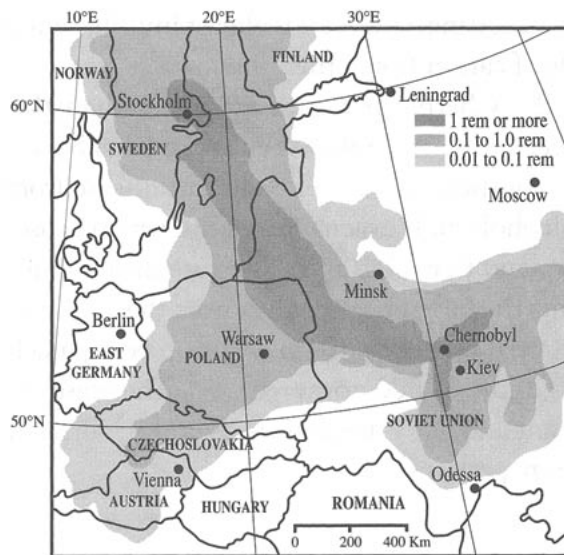 10°E 20°E 30°E
NORWAY
FINLAND
Stockholm
Leningrad
60°N
1 rem or more
0.1 to 1.0 rem
0.01 to 0.1 rem
SWEDEN
Moscow
Minsk
Berlin
EAST
GERMANY
Warsaw
POLAND
Chernobyl
Kiev
50°N
SOVIET UNION
CZECHOSLOVAKIA
Vienna
AUSTRIA
HUNGARY
ROMANIA
Odessa
0 200 400 Km